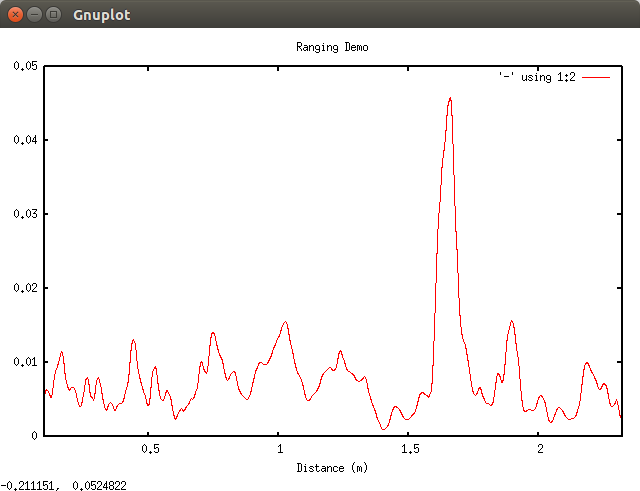 Gnuplot
Ranging Demo
'-' using 1:2
0.05
0.04
0.03
0.02
0.01
0
0.5 1 1.5 2
Distance (m)
-0.211151, 0.0524822